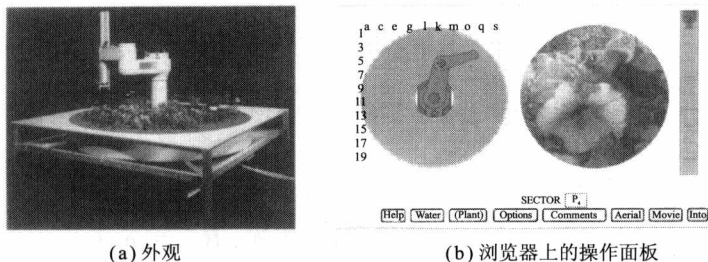 a c e g l k m o q s
1
3
5
7
9
11
13
15
17
19
SECTOR P4
Help Water (Plant) Options Comments Aerial Movie Into
(a) 外观
(b) 浏览器上的操作面板